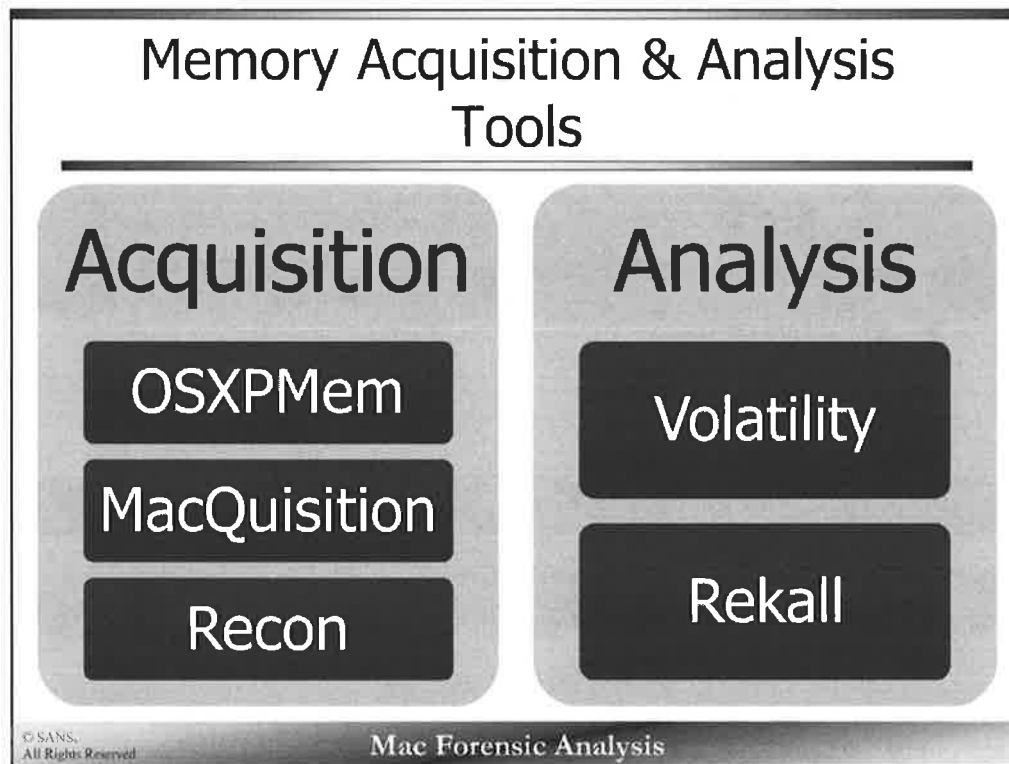 Memory Acquisition & Analysis
Tools
Acquisition
OSXPMem
MacQuisition
Recon
Analysis
Volatility
Rekall
© SANS,
All Rights Reserved
Mac Forensic Analysis